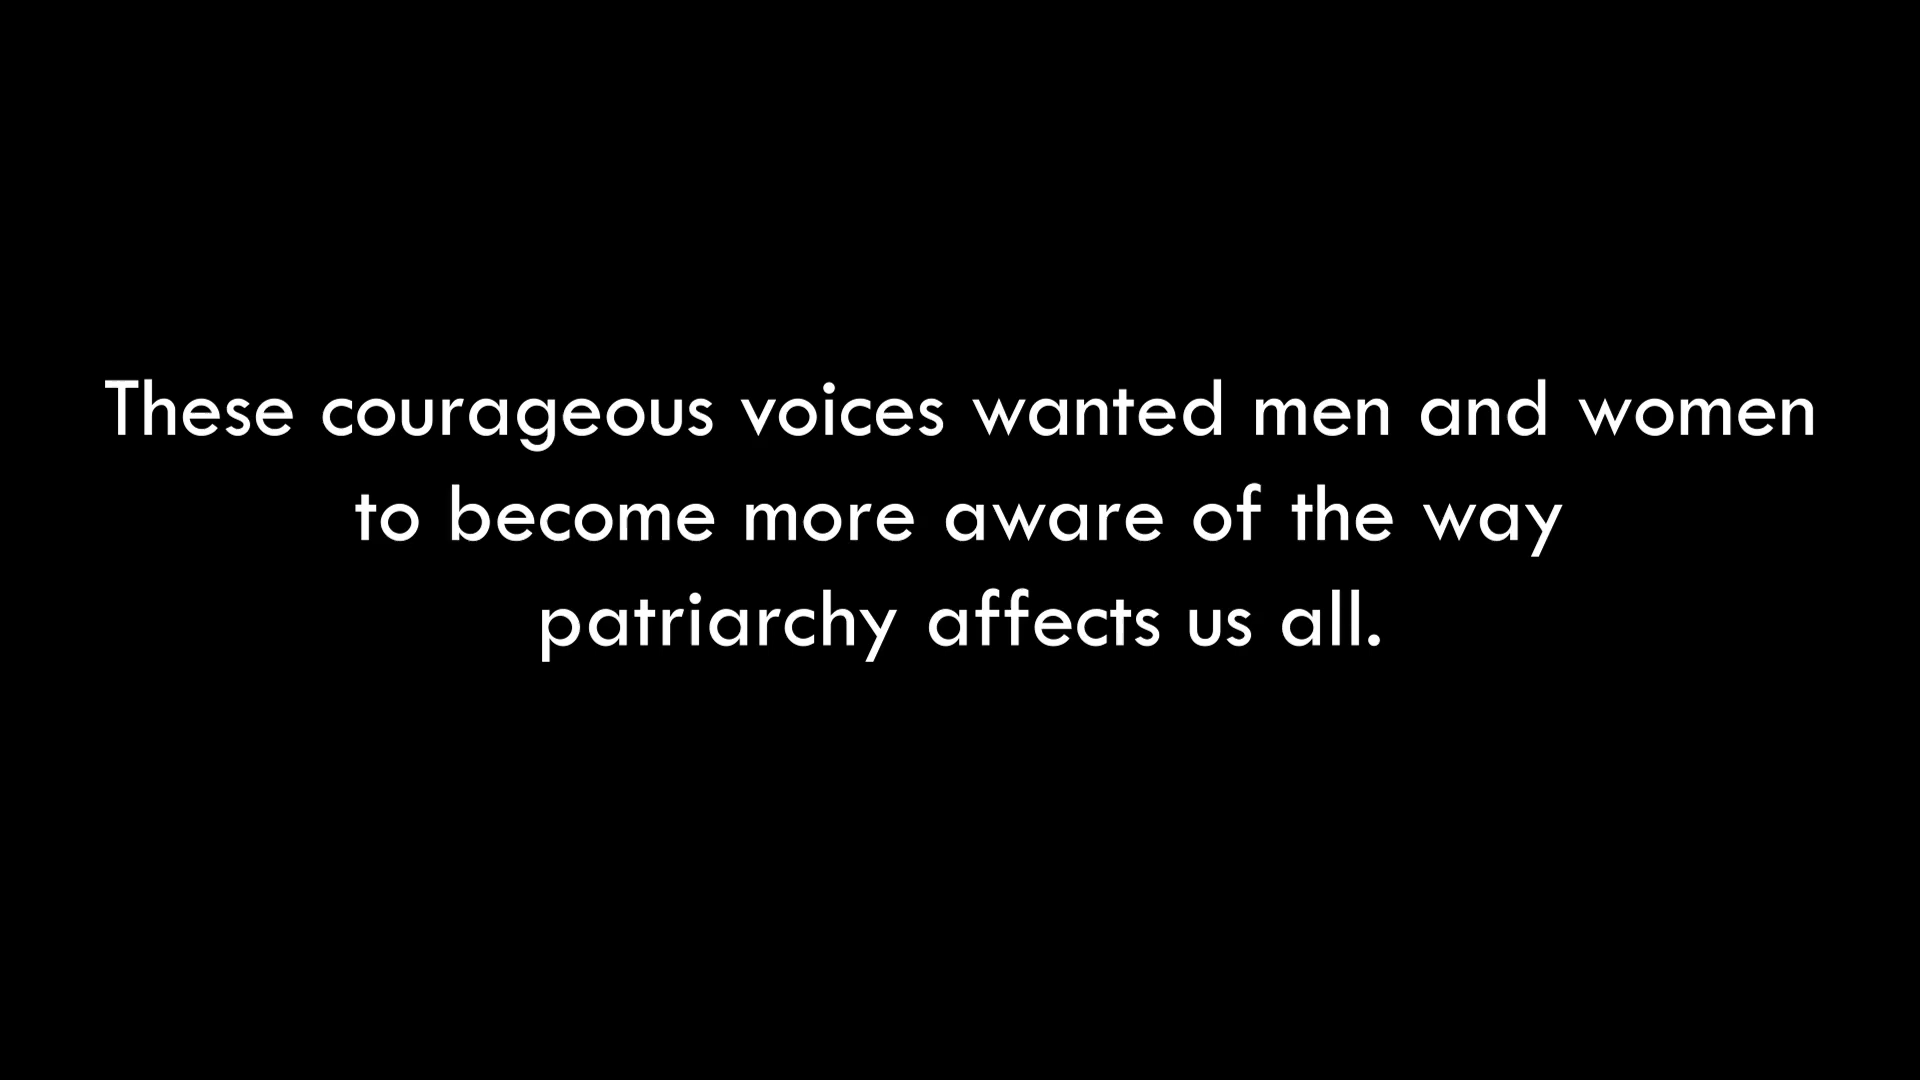 These courageous voices wanted men and women
to become more aware of the way
patriarchy affects us all.